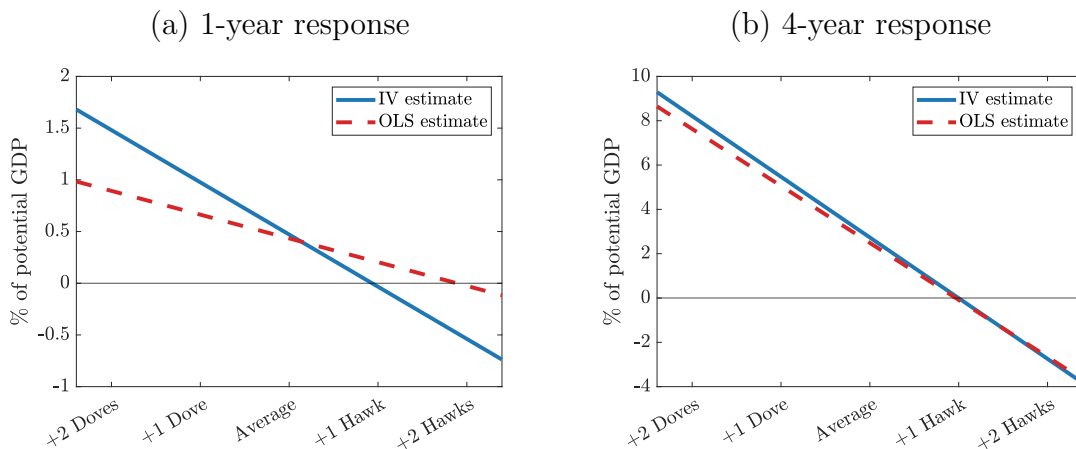 (a) 1-year response
% of potential GDP
2
1.5
1
0.5
0
-0.5
-1
IV estimate
OLS estimate
+2 Doves
+1 Dove
Average
+1 Hawk
+2 Hawks
(b) 4-year response
% of potential GDP
10
8
6
4
2
0
-2
-4
IV estimate
OLS estimate
+2 Doves
+1 Dove
Average
+1 Hawk
+2 Hawks